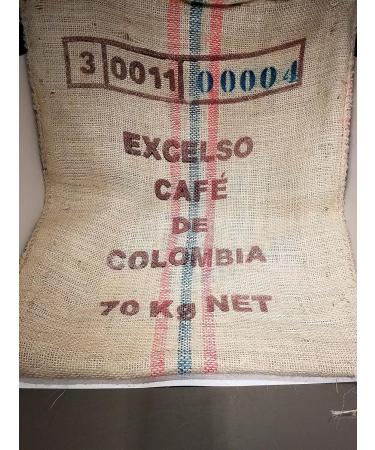 3 0011 00004
EXCELSO
CAFÉ
DE
COLOMBIA
70 Kg NET